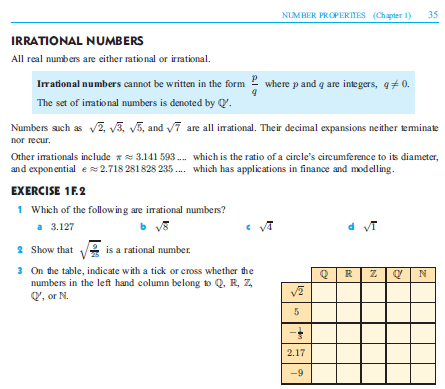 NUMBER PROPERTIES (Chapter 1) 35
IRRATIONAL NUMBERS
All real numbers are either rational or irrational.
Irrational numbers cannot be written in the form p/q where p and q are integers, q ≠ 0.
The set of irrational numbers is denoted by ℚ′.
Numbers such as √2, √3, √5, and √7 are all irrational. Their decimal expansions neither terminate
nor recur.
Other irrationals include π ≈ 3.141 593 .... which is the ratio of a circle's circumference to its diameter,
and exponential e ≈ 2.718 281 828 235 .... which has applications in finance and modelling.
EXERCISE 1F.2
1 Which of the following are irrational numbers?
a 3.127 b √8 c √4 d √1
2 Show that √(9/25) is a rational number.
3 On the table, indicate with a tick or cross whether the
numbers in the left hand column belong to ℚ, ℝ, ℤ,
ℚ′, or ℕ.
ℚ ℝ ℤ ℚ′ ℕ
√2
5
−1/3
2.17
−9